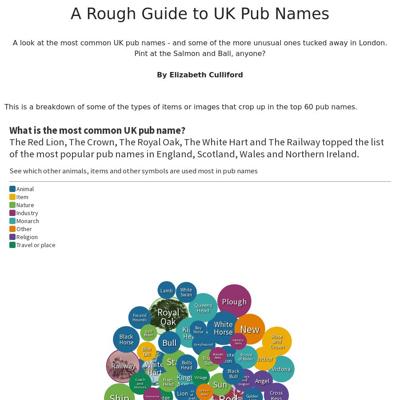 A Rough Guide to UK Pub Names
A look at the most common UK pub names - and some of the more unusual ones tucked away in London.
Pint at the Salmon and Ball, anyone?
By Elizabeth Culliford
This is a breakdown of some of the types of items or images that crop up in the top 60 pub names.
What is the most common UK pub name?
The Red Lion, The Crown, The Royal Oak, The White Hart and The Railway topped the list
of the most popular pub names in England, Scotland, Wales and Northern Ireland.
See which other animals, items and other symbols are used most in pub names
Animal
Item
Nature
Industry
Monarch
Other
Religion
Travel or place
Lamb
White
Swan
Queens
Head
Plough
Fox and
Hounds
Royal
Oak
Black
Horse
White
Horse
New
Rose
and
Crown
Bull
Railway
White
Hart
Victoria
Black
Bull
Angel
Sun
Ship
Lion
Cross
Keys
Red